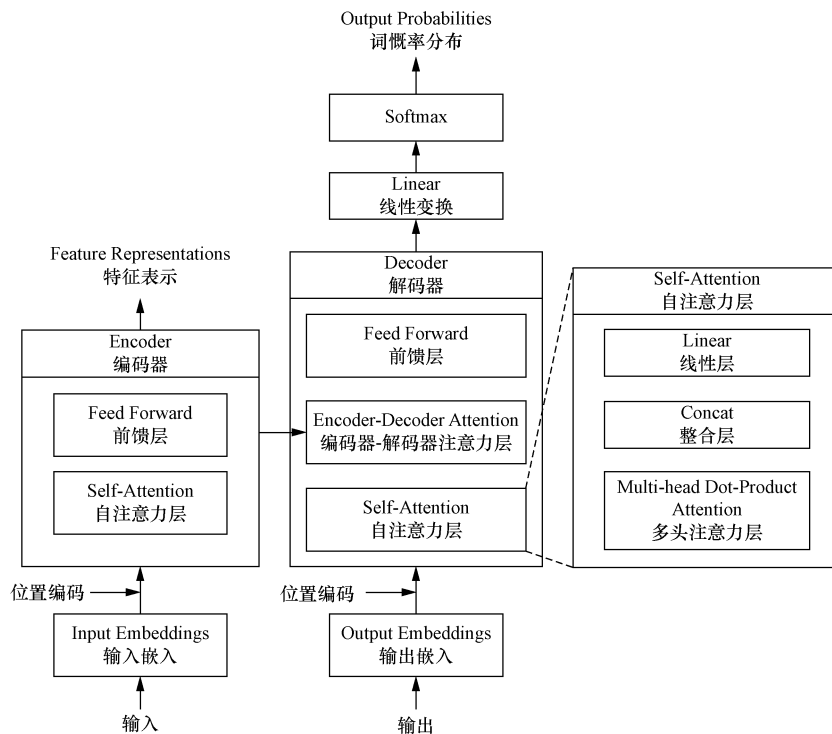 Output Probabilities
词慨率分布
Softmax
Linear
线性变换
Feature Representations
特征表示
Encoder
编码器
Feed Forward
前馈层
Self-Attention
自注意力层
位置编码
Input Embeddings
输入嵌入
输入
Decoder
解码器
Feed Forward
前馈层
Encoder-Decoder Attention
编码器-解码器注意力层
Self-Attention
自注意力层
位置编码
Output Embeddings
输出嵌入
输出
Self-Attention
自注意力层
Linear
线性层
Concat
整合层
Multi-head Dot-Product
Attention
多头注意力层